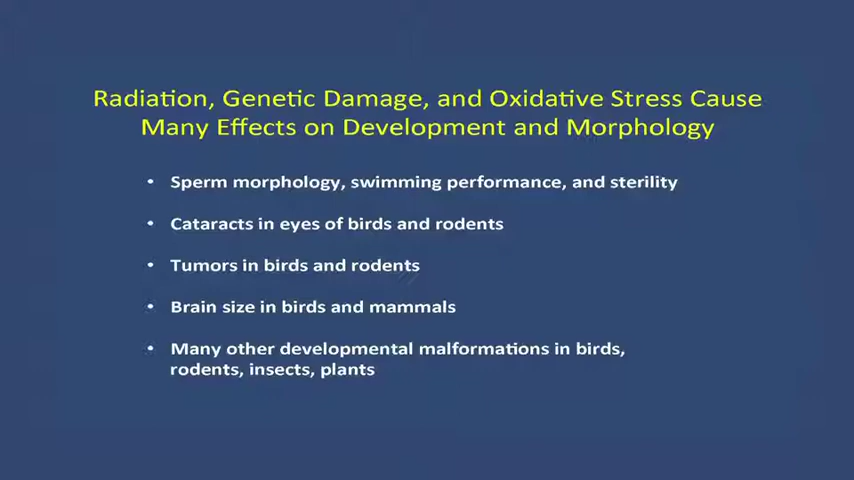 Radiation, Genetic Damage, and Oxidative Stress Cause
Many Effects on Development and Morphology
• Sperm morphology, swimming performance, and sterility
• Cataracts in eyes of birds and rodents
• Tumors in birds and rodents
• Brain size in birds and mammals
• Many other developmental malformations in birds,
rodents, insects, plants